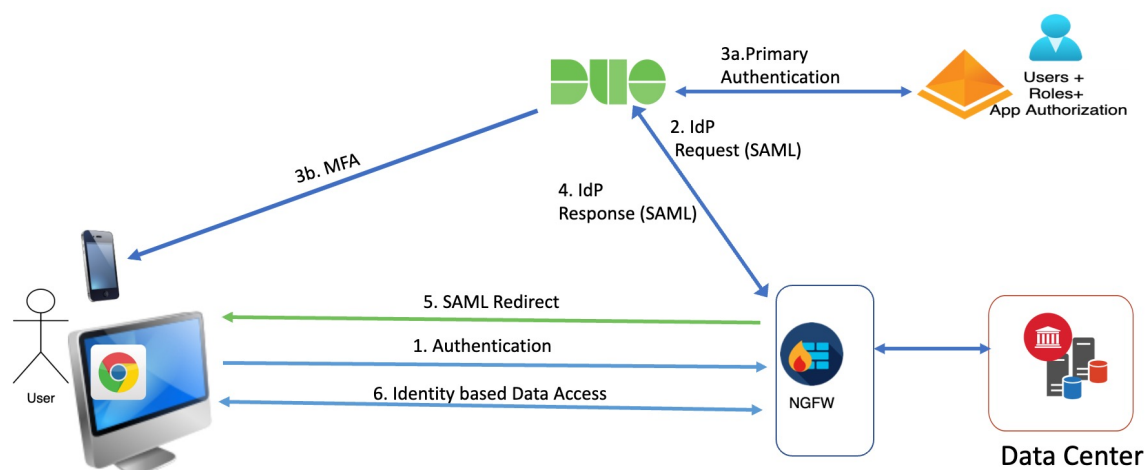 DUO
3a.Primary
Authentication
Users +
Roles+
App Authorization
2. IdP
Request (SAML)
3b. MFA
4. IdP
Response (SAML)
5. SAML Redirect
1. Authentication
User
6. Identity based Data Access
NGFW
Data Center